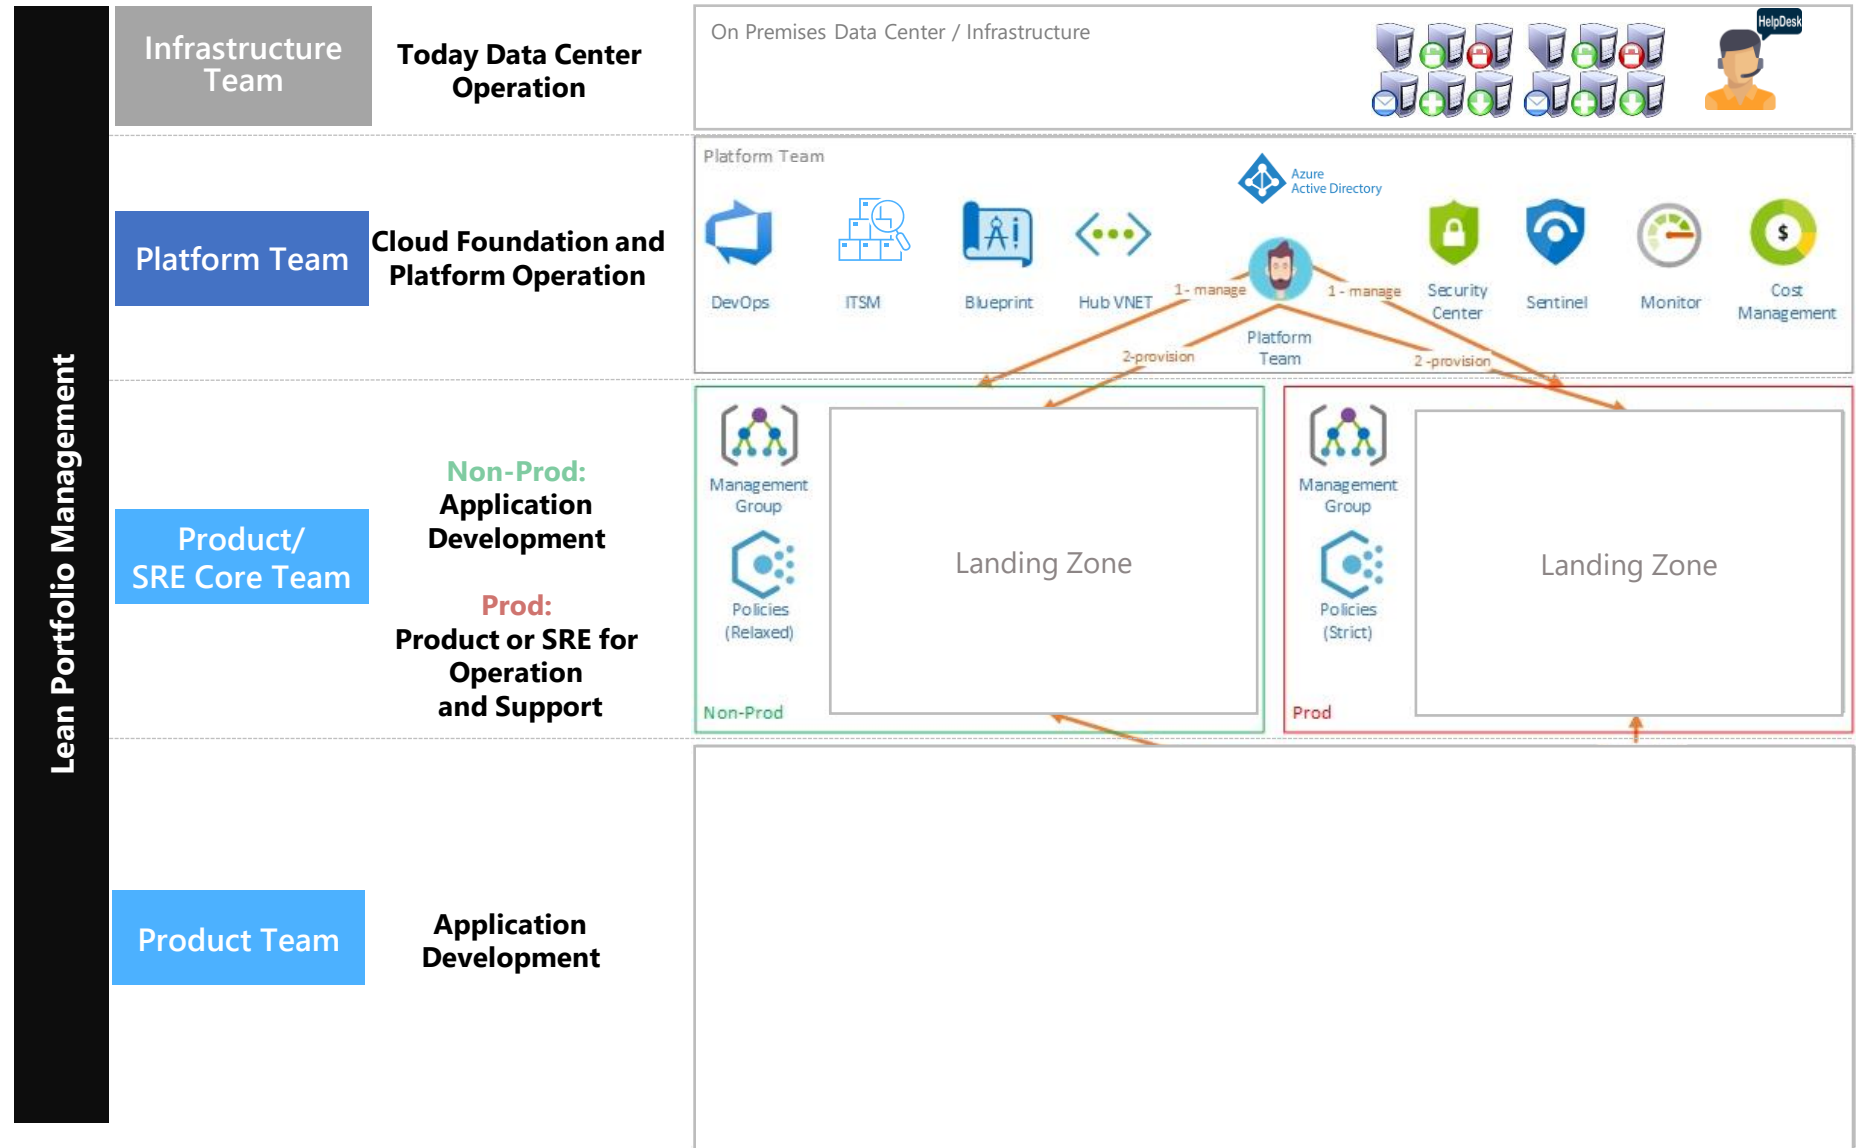 Lean Portfolio Management
Infrastructure
Team
Today Data Center
Operation
On Premises Data Center / Infrastructure
HelpDesk
Platform Team
Cloud Foundation and
Platform Operation
Platform Team
Azure
Active Directory
DevOps
ITSM
Blueprint
Hub VNET
1- manage
1 - manage
Security
Center
Sentinel
Monitor
Cost
Management
Platform
Team
2-provision
2 -provision
Product/
SRE Core Team
Non-Prod:
Application
Development
Prod:
Product or SRE for
Operation
and Support
Management
Group
Policies
(Relaxed)
Non-Prod
Landing Zone
Management
Group
Policies
(Strict)
Prod
Landing Zone
Product Team
Application
Development